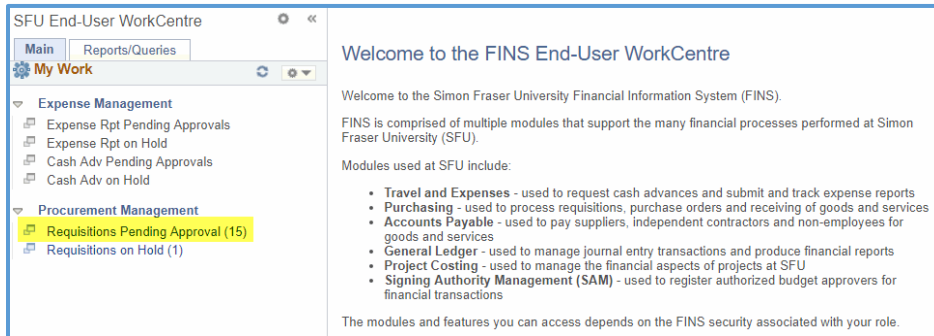 SFU End-User WorkCentre
Main
Reports/Queries
My Work
Expense Management
Expense Rpt Pending Approvals
Expense Rpt on Hold
Cash Adv Pending Approvals
Cash Adv on Hold
Procurement Management
Requisitions Pending Approval (15)
Requisitions on Hold (1)
Welcome to the FINS End-User WorkCentre
Welcome to the Simon Fraser University Financial Information System (FINS).
FINS is comprised of multiple modules that support the many financial processes performed at Simon
Fraser University (SFU).
Modules used at SFU include:
• Travel and Expenses - used to request cash advances and submit and track expense reports
• Purchasing - used to process requisitions, purchase orders and receiving of goods and services
• Accounts Payable - used to pay suppliers, independent contractors and non-employees for
goods and services
• General Ledger - used to manage journal entry transactions and produce financial reports
• Project Costing - used to manage the financial aspects of projects at SFU
• Signing Authority Management (SAM) - used to register authorized budget approvers for
financial transactions
The modules and features you can access depends on the FINS security associated with your role.